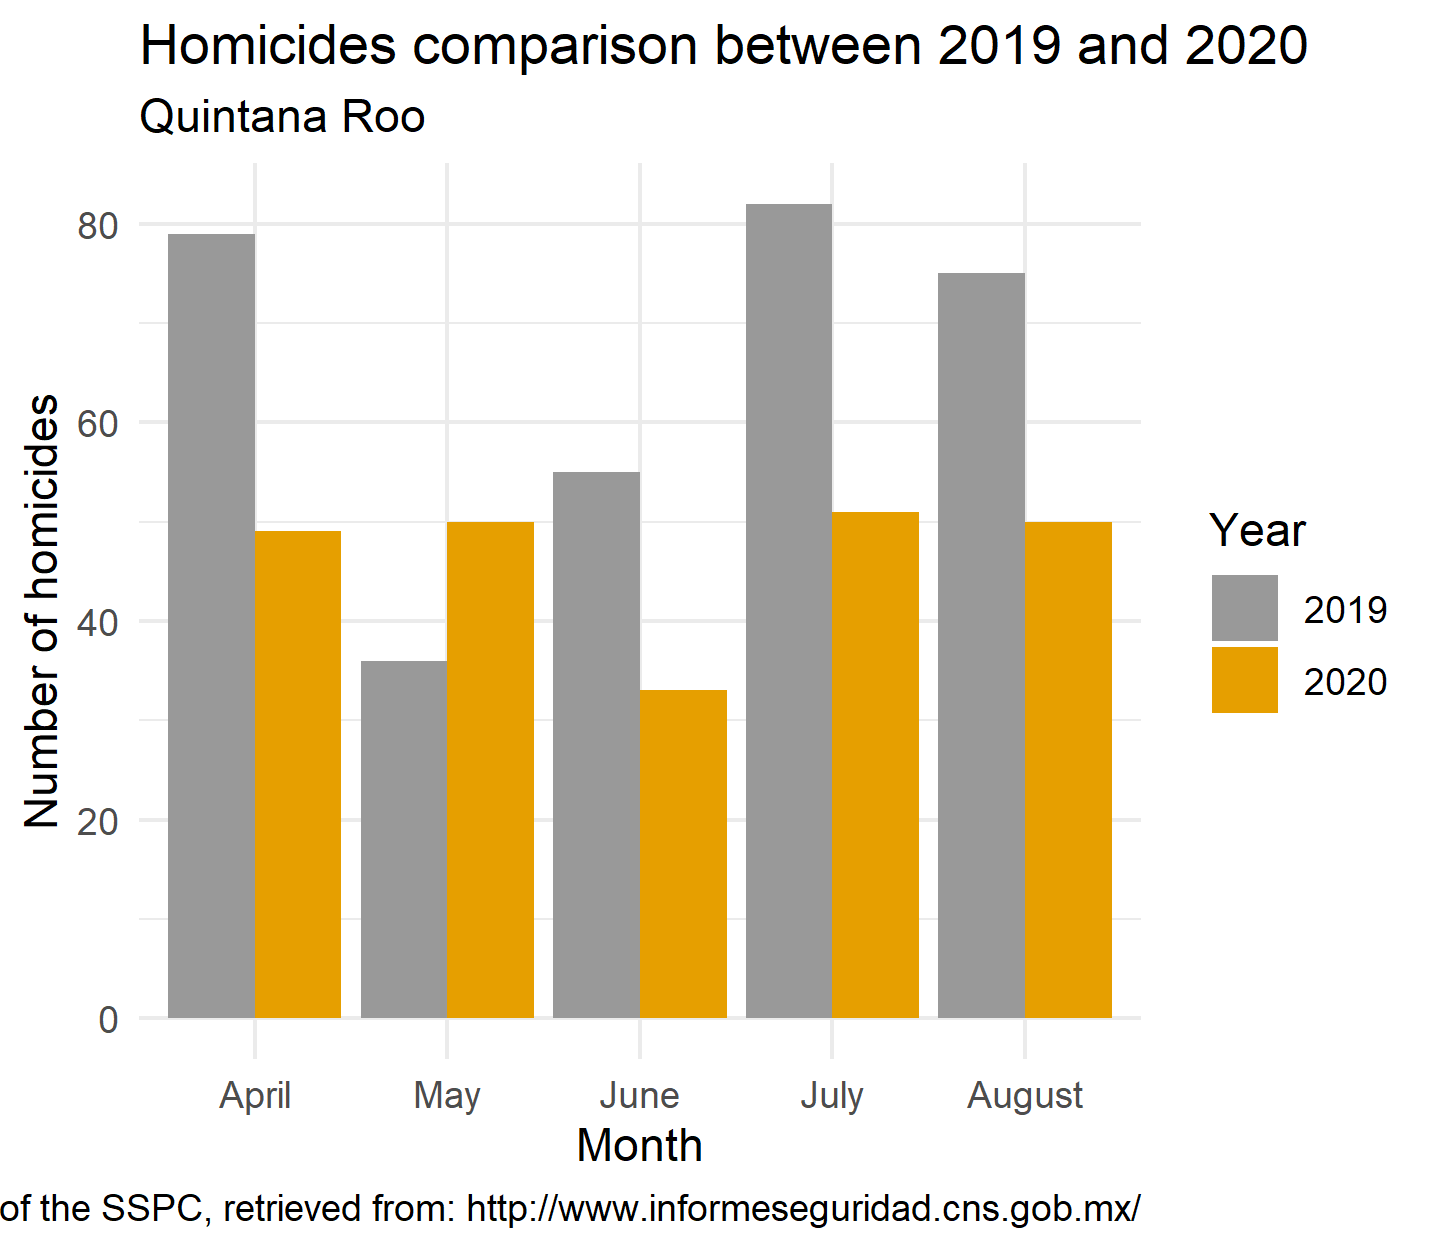 Homicides comparison between 2019 and 2020
Quintana Roo
Number of homicides
80
60
40
20
0
April May June July August
Month
Year
2019
2020
of the SSPC, retrieved from: http://www.informeseguridad.cns.gob.mx/